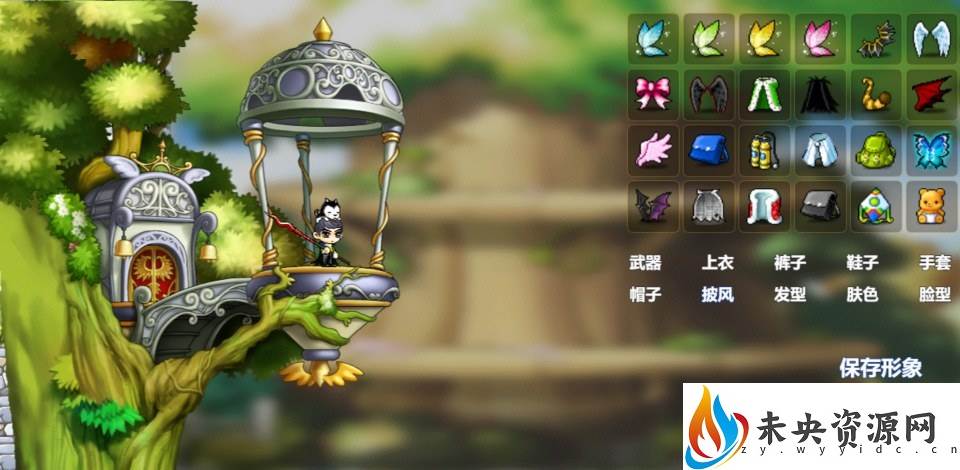 武器 上衣 裤子 鞋子 手套
帽子 披风 发型 肤色 脸型
保存形象
未央资源网
zy.wyyidc.cn